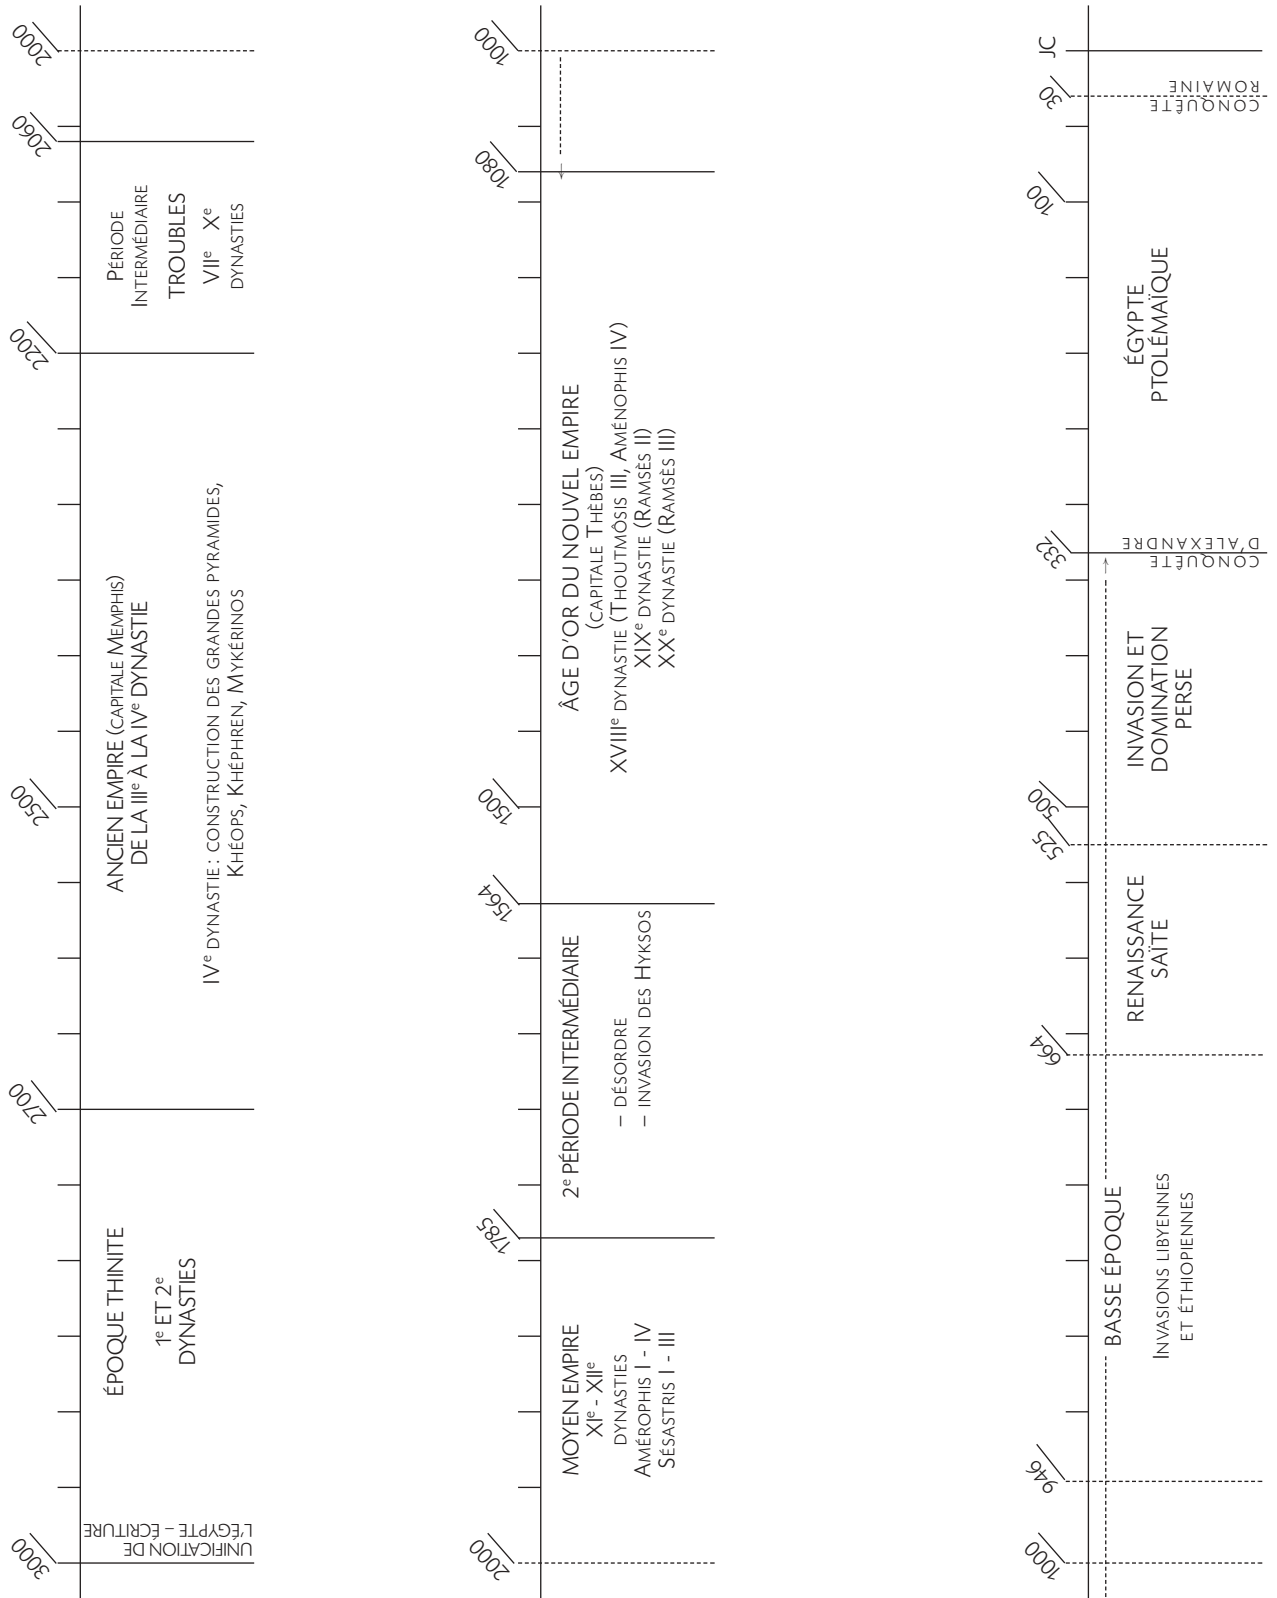 3000
2700
2500
2200
2060
2000
UNIFICATION DE
L'ÉGYPTE – ÉCRITURE
ÉPOQUE THINITE
1e ET 2e
DYNASTIES
ANCIEN EMPIRE (CAPITALE MEMPHIS)
DE LA IIIe À LA IVe DYNASTIE
IVe DYNASTIE : CONSTRUCTION DES GRANDES PYRAMIDES,
KHÉOPS, KHÉPHREN, MYKÉRINOS
PÉRIODE
INTERMÉDIAIRE
TROUBLES
VIIe Xe
DYNASTIES
2000
1785
1564
1500
1080
1000
MOYEN EMPIRE
XIe - XIIe
DYNASTIES
AMÉROPHIS I - IV
SÉSASTRIS I - III
2e PÉRIODE INTERMÉDIAIRE
– DÉSORDRE
– INVASION DES HYKSOS
ÂGE D'OR DU NOUVEL EMPIRE
(CAPITALE THÈBES)
XVIIIe DYNASTIE (THOUTMÔSIS III, AMÉNOPHIS IV)
XIXe DYNASTIE (RAMSÈS II)
XXe DYNASTIE (RAMSÈS III)
1000
946
664
525
500
332
100
30
JC
BASSE ÉPOQUE
INVASIONS LIBYENNES
ET ÉTHIOPIENNES
RENAISSANCE
SAÏTE
INVASION ET
DOMINATION
PERSE
CONQUÊTE
D'ALEXANDRE
ÉGYPTE
PTOLÉMAÏQUE
CONQUÊTE
ROMAINE